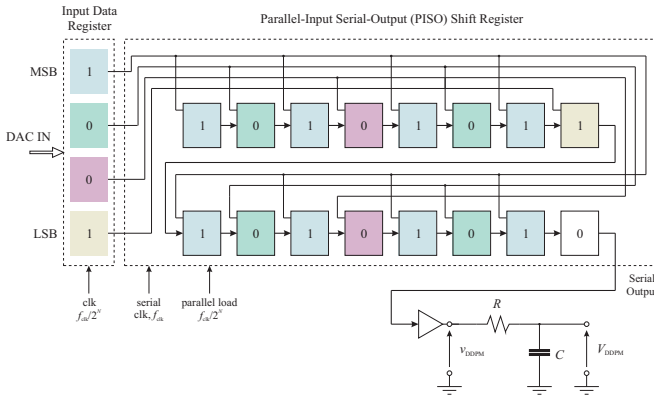 Input Data
Register
Parallel-Input Serial-Output (PISO) Shift Register
MSB
1
0
DAC IN
0
LSB
1
1 0 1 0 1 0 1 1
1 0 1 0 1 0 1 0
clk
f_clk/2^N
serial
clk, f_clk
parallel load
f_clk/2^N
Serial
Output
R
v_DDPM
C
V_DDPM